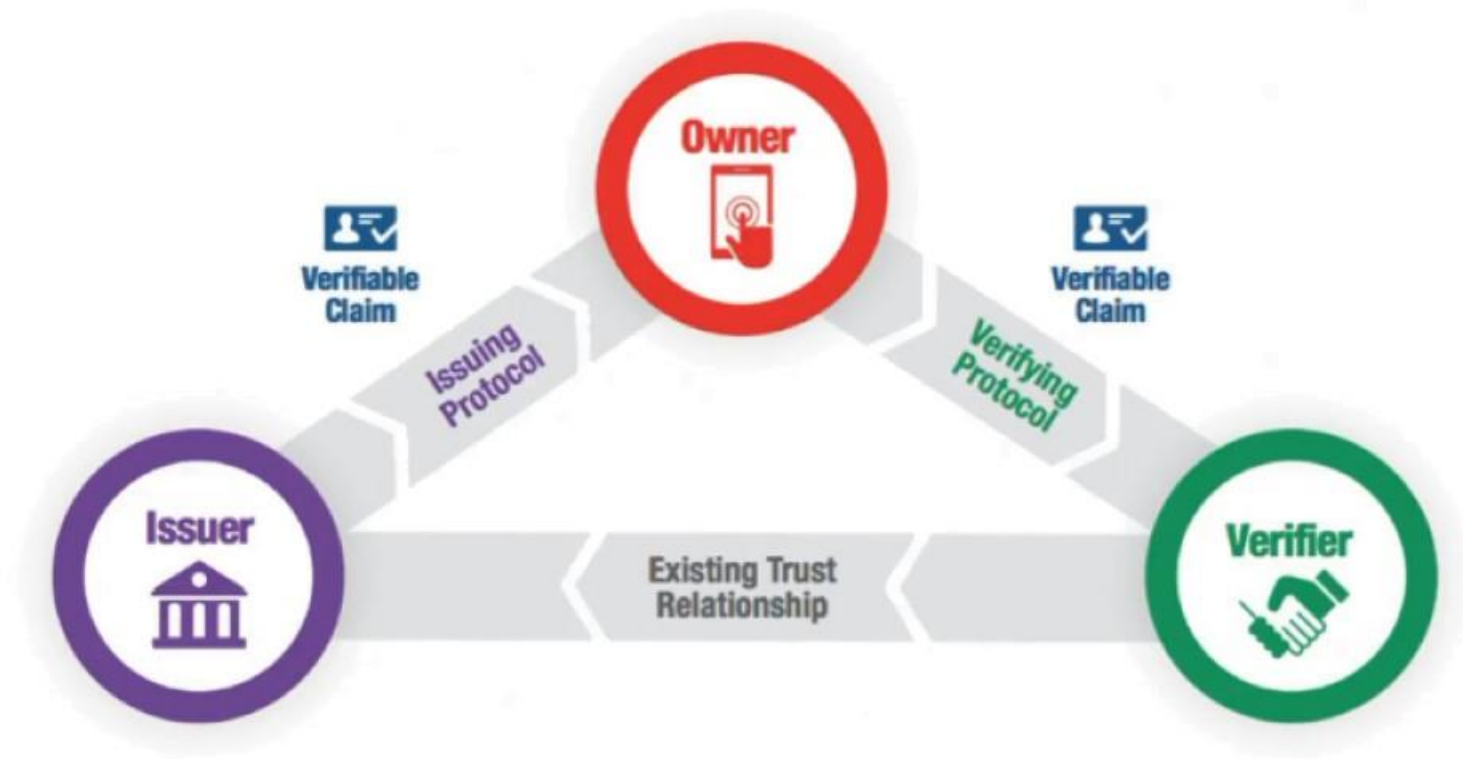 Owner
Verifiable
Claim
Verifiable
Claim
Issuing
Protocol
Verifying
Protocol
Issuer
Existing Trust
Relationship
Verifier